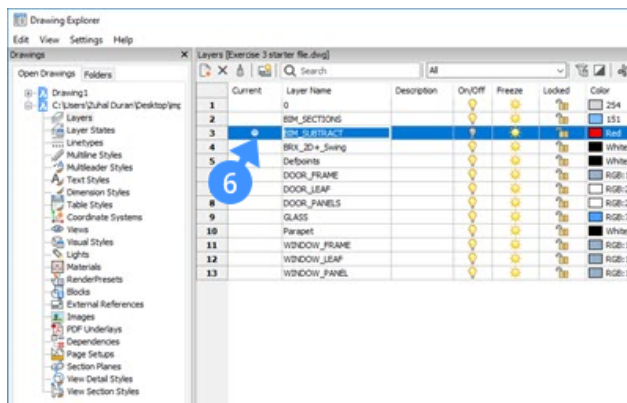 Drawing Explorer
Edit View Settings Help
Drawings
Layers [Exercise 3 starter file.dwg]
Open Drawings Folders
Search
All
Drawing1
C:\Users\Zuhal Duran\Desktop\
Layers
Layer States
Linetypes
Multiline Styles
Multileader Styles
Text Styles
Dimension Styles
Table Styles
Coordinate Systems
Views
Visual Styles
Lights
Materials
RenderPresets
Blocks
External References
Images
PDF Underlays
Dependencies
Page Setups
Section Planes
View Detail Styles
View Section Styles
Current Layer Name Description On/Off Freeze Locked Color
1 0 254
2 BIM_SECTIONS 151
3 BIM_SUBTRACT Red
4 BRX_2D+_Swing White
5 Defpoints White
DOOR_FRAME RGB:
DOOR_LEAF RGB:
8 DOOR_PANELS RGB:
9 GLASS RGB:
10 Parapet White
11 WINDOW_FRAME RGB:
12 WINDOW_LEAF RGB:
13 WINDOW_PANEL RGB:
6